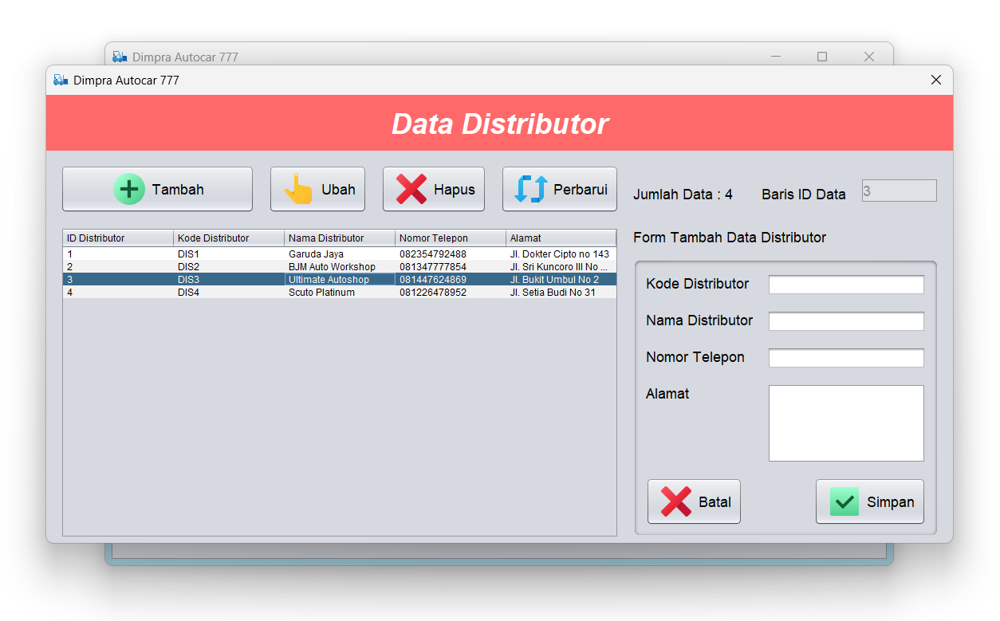 Dimpra Autocar 777
Dimpra Autocar 777
Data Distributor
Tambah Ubah Hapus Perbarui
Jumlah Data : 4 Baris ID Data 3
ID Distributor Kode Distributor Nama Distributor Nomor Telepon Alamat
1 DIS1 Garuda Jaya 082354792488 Jl. Dokter Cipto no 143
2 DIS2 BJM Auto Workshop 081347777854 Jl. Sri Kuncoro III No ...
3 DIS3 Ultimate Autoshop 081447624869 Jl. Bukit Umbul No 2
4 DIS4 Scuto Platinum 081226478952 Jl. Setia Budi No 31
Form Tambah Data Distributor
Kode Distributor
Nama Distributor
Nomor Telepon
Alamat
Batal Simpan